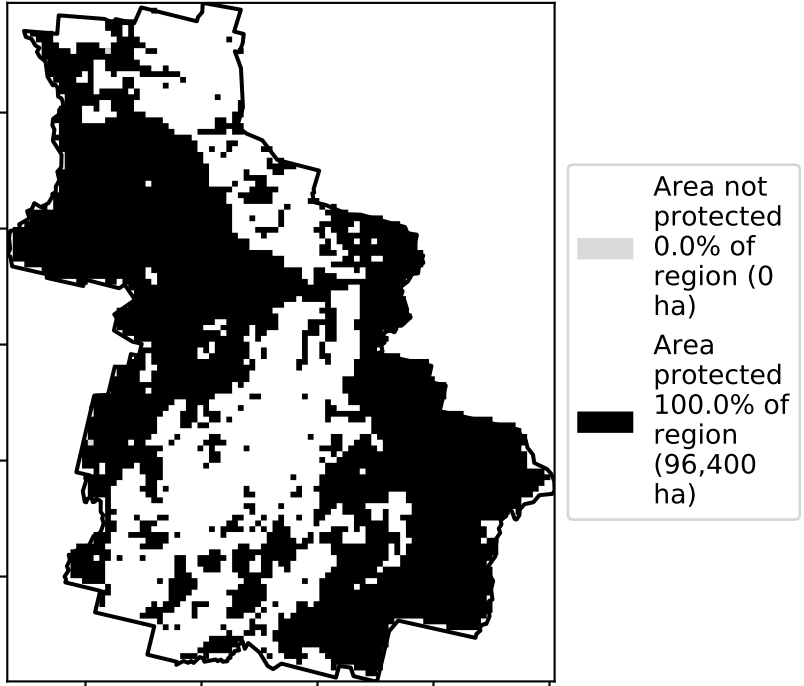 Area not
protected
0.0% of
region (0
ha)
Area
protected
100.0% of
region
(96,400
ha)